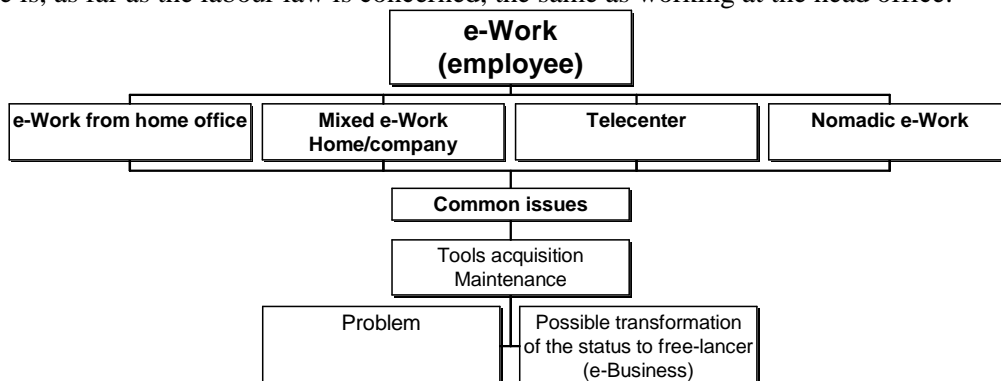 e is, as far as the labour law is concerned, the same as working at the head office.
e-Work
(employee)
e-Work from home office
Mixed e-Work
Home/company
Telecenter
Nomadic e-Work
Common issues
Tools acquisition
Maintenance
Problem
Possible transformation
of the status to free-lancer
(e-Business)